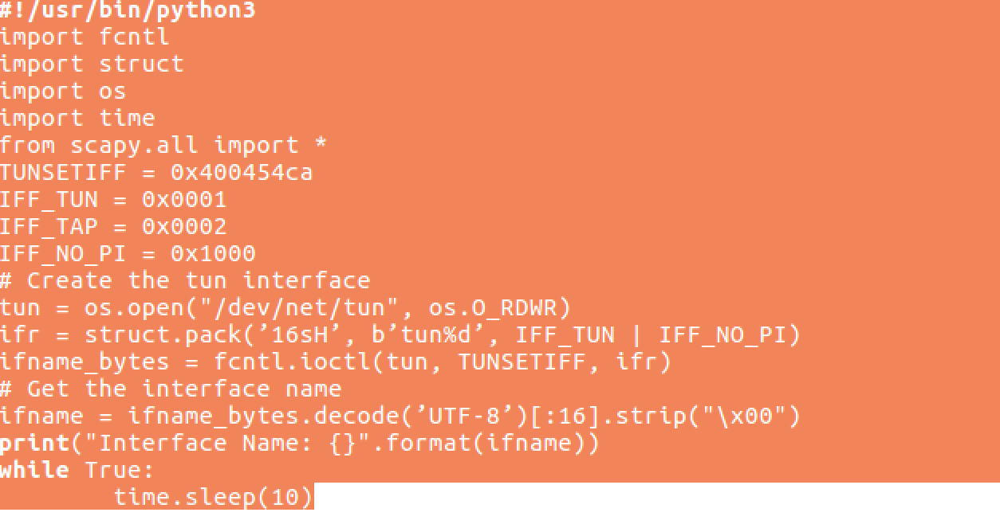 #!/usr/bin/python3
import fcntl
import struct
import os
import time
from scapy.all import *
TUNSETIFF = 0x400454ca
IFF_TUN = 0x0001
IFF_TAP = 0x0002
IFF_NO_PI = 0x1000
# Create the tun interface
tun = os.open("/dev/net/tun", os.O_RDWR)
ifr = struct.pack(’16sH’, b’tun%d’, IFF_TUN | IFF_NO_PI)
ifname_bytes = fcntl.ioctl(tun, TUNSETIFF, ifr)
# Get the interface name
ifname = ifname_bytes.decode(’UTF-8’)[:16].strip("\x00")
print("Interface Name: {}".format(ifname))
while True:
        time.sleep(10)